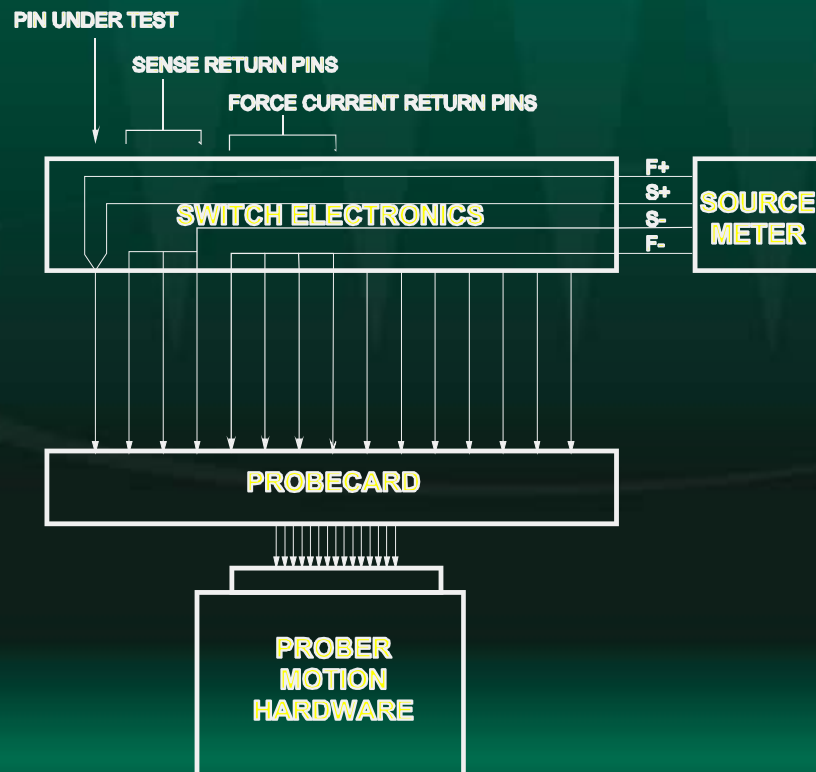 PIN UNDER TEST
SENSE RETURN PINS
FORCE CURRENT RETURN PINS
F+
S+
S-
F-
SWITCH ELECTRONICS
SOURCE
METER
PROBECARD
PROBER
MOTION
HARDWARE